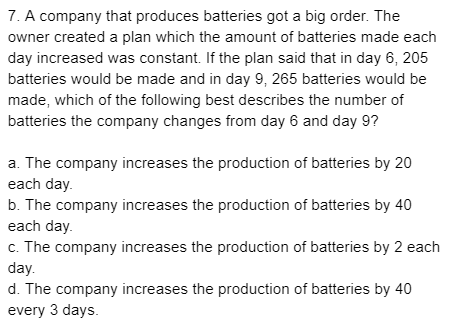 7. A company that produces batteries got a big order. The
owner created a plan which the amount of batteries made each
day increased was constant. If the plan said that in day 6, 205
batteries would be made and in day 9, 265 batteries would be
made, which of the following best describes the number of
batteries the company changes from day 6 and day 9?
a. The company increases the production of batteries by 20
each day.
b. The company increases the production of batteries by 40
each day.
c. The company increases the production of batteries by 2 each
day.
d. The company increases the production of batteries by 40
every 3 days.